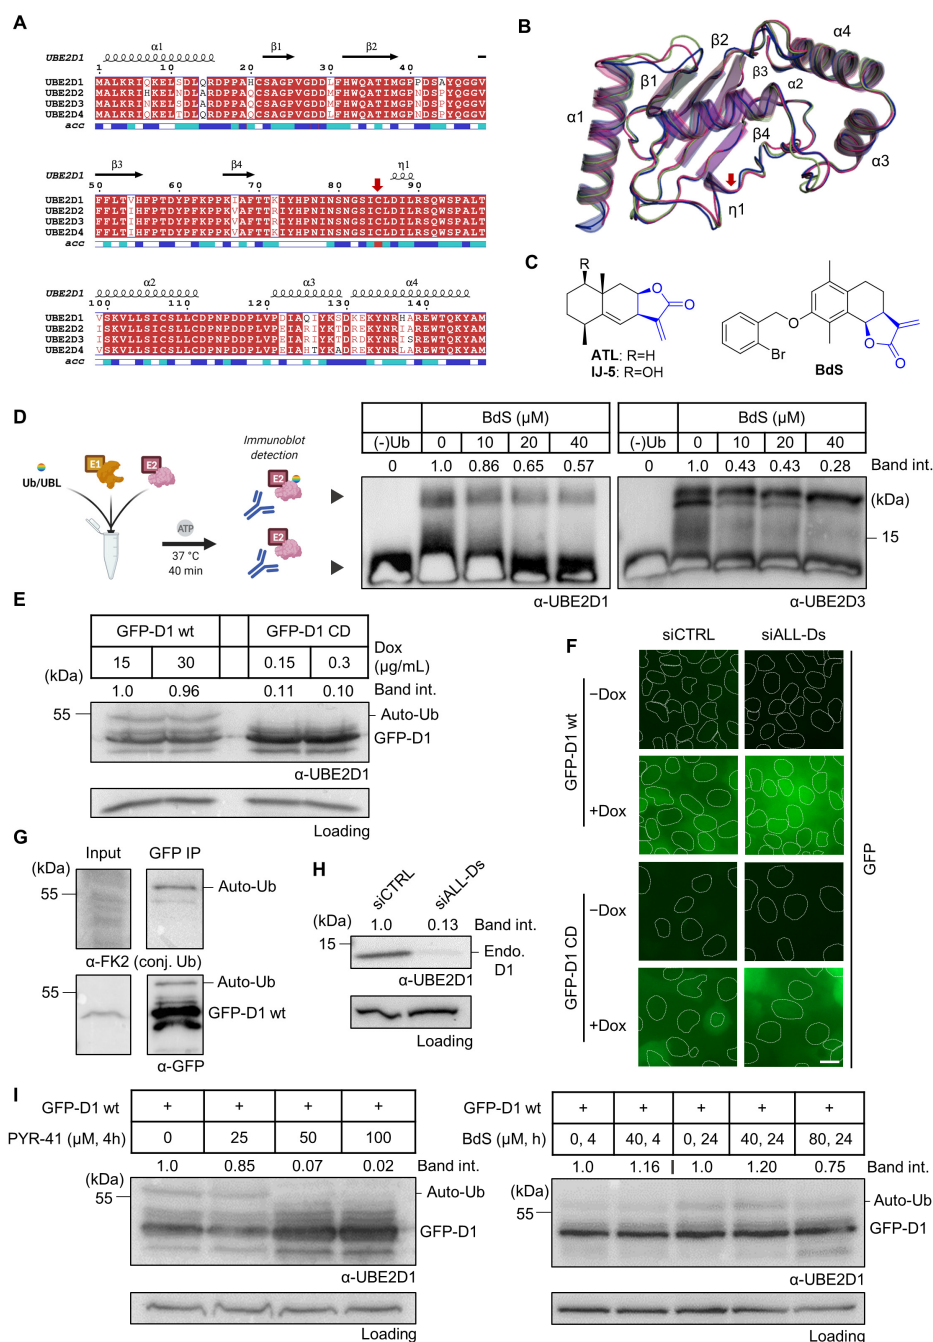 A
UBE2D1 α1 β1 β2
1 10 20 30 40
UBE2D1 MALKRIQKELSDLQRDPPAHCSAGPVGDDLFHWQATIMGPPDSAYQGGV
UBE2D2 MALKRIHKELNDLARDPPAQCSAGPVGDDMFHWQATIMGPNDSPYQGGV
UBE2D3 MALKRINKELSDLARDPPAQCSAGPVGDDMFHWQATIMGPNDSPYQGGV
UBE2D4 MALKRIQKELTDLQRDPPAQCSAGPVGDDLFHWQATIMGPNDSPYQGGV
acc
UBE2D1 β3 β4 η1
50 60 70 80 90
UBE2D1 FFLTVHFPTDYPFKPPKIAFTTKIYHPNINSNGSICLDILRSQWSPALT
UBE2D2 FFLTIHFPTDYPFKPPKVAFTTRIYHPNINSNGSICLDILRSQWSPALT
UBE2D3 FFLTIHFPTDYPFKPPKVAFTTRIYHPNINSNGSICLDILRSQWSPALT
UBE2D4 FFLTIHFPTDYPFKPPKVAFTTKIYHPNINSNGSICLDILRSQWSPALT
acc
UBE2D1 α2 α3 α4
100 110 120 130 140
UBE2D1 VSKVLLSICSLLCDPNPDDPLVPDIAQIYKSDKEKYNRHAREWTQKYAM
UBE2D2 ISKVLLSICSLLCDPNPDDPLVPEIARIYKTDREKYNRIAREWTQKYAM
UBE2D3 ISKVLLSICSLLCDPNPDDPLVPEIARIYKTDRDKYNRISREWTQKYAM
UBE2D4 VSKVLLSICSLLCDPNPDDPLVPEIAHTYKADREKYNRLAREWTQKYAM
acc
B
α1
β1
β2
β3
α2
α4
β4
α3
η1
C
R
O
O
ATL: R=H
IJ-5: R=OH
O
Br
O
O
BdS
D
Ub/UBL
E1
E2
ATP
37 °C
40 min
Immunoblot
detection
E2
E2
BdS (µM)
(-)Ub 0 10 20 40
0 1.0 0.86 0.65 0.57
α-UBE2D1
BdS (µM)
(-)Ub 0 10 20 40
0 1.0 0.43 0.43 0.28 Band int.
(kDa)
15
α-UBE2D3
E
GFP-D1 wt GFP-D1 CD
15 30 0.15 0.3 Dox (µg/mL)
1.0 0.96 0.11 0.10 Band int.
(kDa)
55
Auto-Ub
GFP-D1
α-UBE2D1
Loading
F
siCTRL siALL-Ds
GFP-D1 wt
−Dox
+Dox
GFP-D1 CD
−Dox
+Dox
GFP
G
Input GFP IP
(kDa)
55
Auto-Ub
α-FK2 (conj. Ub)
55
Auto-Ub
GFP-D1 wt
α-GFP
H
siCTRL siALL-Ds
1.0 0.13 Band int.
(kDa)
15
Endo. D1
α-UBE2D1
Loading
I
GFP-D1 wt + + + +
PYR-41 (µM, 4h) 0 25 50 100
1.0 0.85 0.07 0.02 Band int.
(kDa)
55
Auto-Ub
GFP-D1
α-UBE2D1
Loading
GFP-D1 wt + + + + +
BdS (µM, h) 0, 4 40, 4 0, 24 40, 24 80, 24
1.0 1.16 | 1.0 1.20 0.75 Band int.
(kDa)
55
Auto-Ub
GFP-D1
α-UBE2D1
Loading